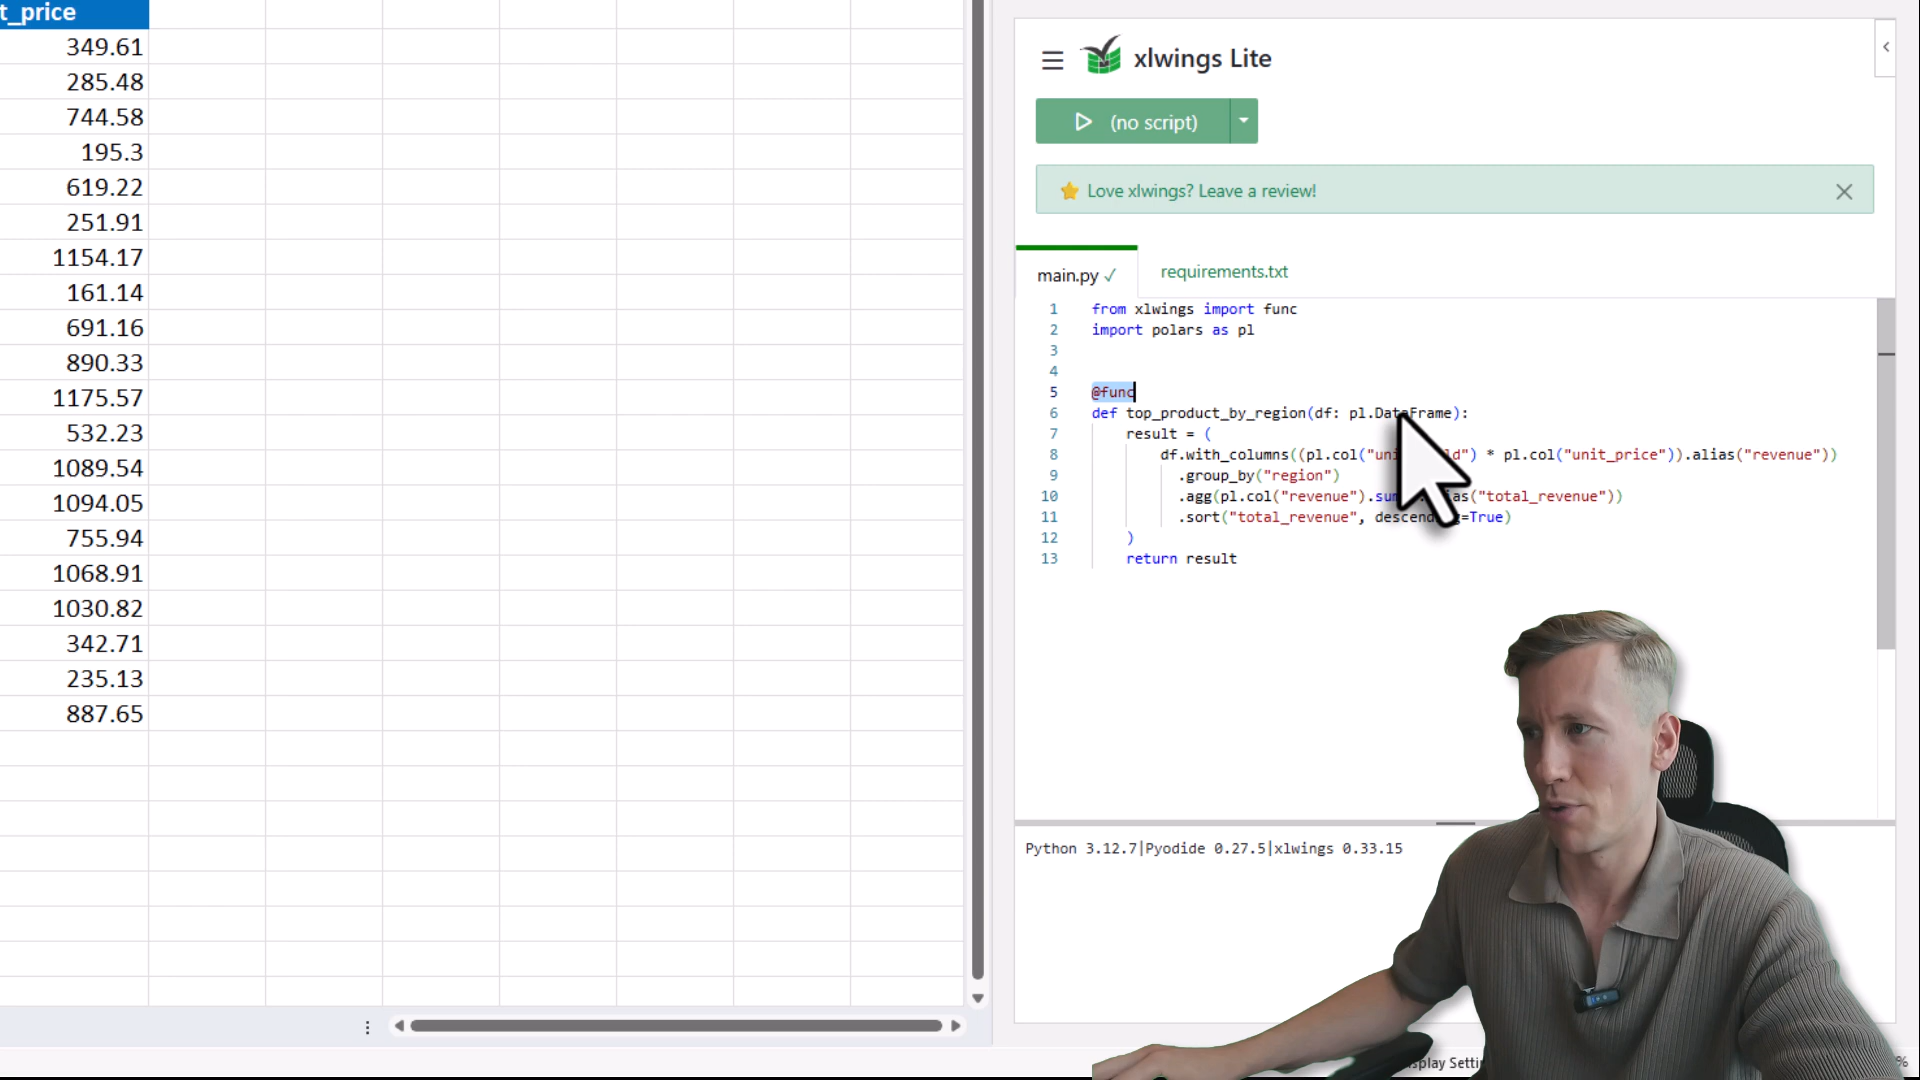 t_price
349.61
285.48
744.58
195.3
619.22
251.91
1154.17
161.14
691.16
890.33
1175.57
532.23
1089.54
1094.05
755.94
1068.91
1030.82
342.71
235.13
887.65
xlwings Lite
(no script)
Love xlwings? Leave a review!
main.py ✓
requirements.txt
1 from xlwings import func
2 import polars as pl
3
4
5 @func
6 def top_product_by_region(df: pl.DataFrame):
7 result = (
8 df.with_columns((pl.col("uni ld") * pl.col("unit_price")).alias("revenue"))
9 .group_by("region")
10 .agg(pl.col("revenue").su as("total_revenue"))
11 .sort("total_revenue", descend =True)
12 )
13 return result
Python 3.12.7|Pyodide 0.27.5|xlwings 0.33.15
splay Setti
%